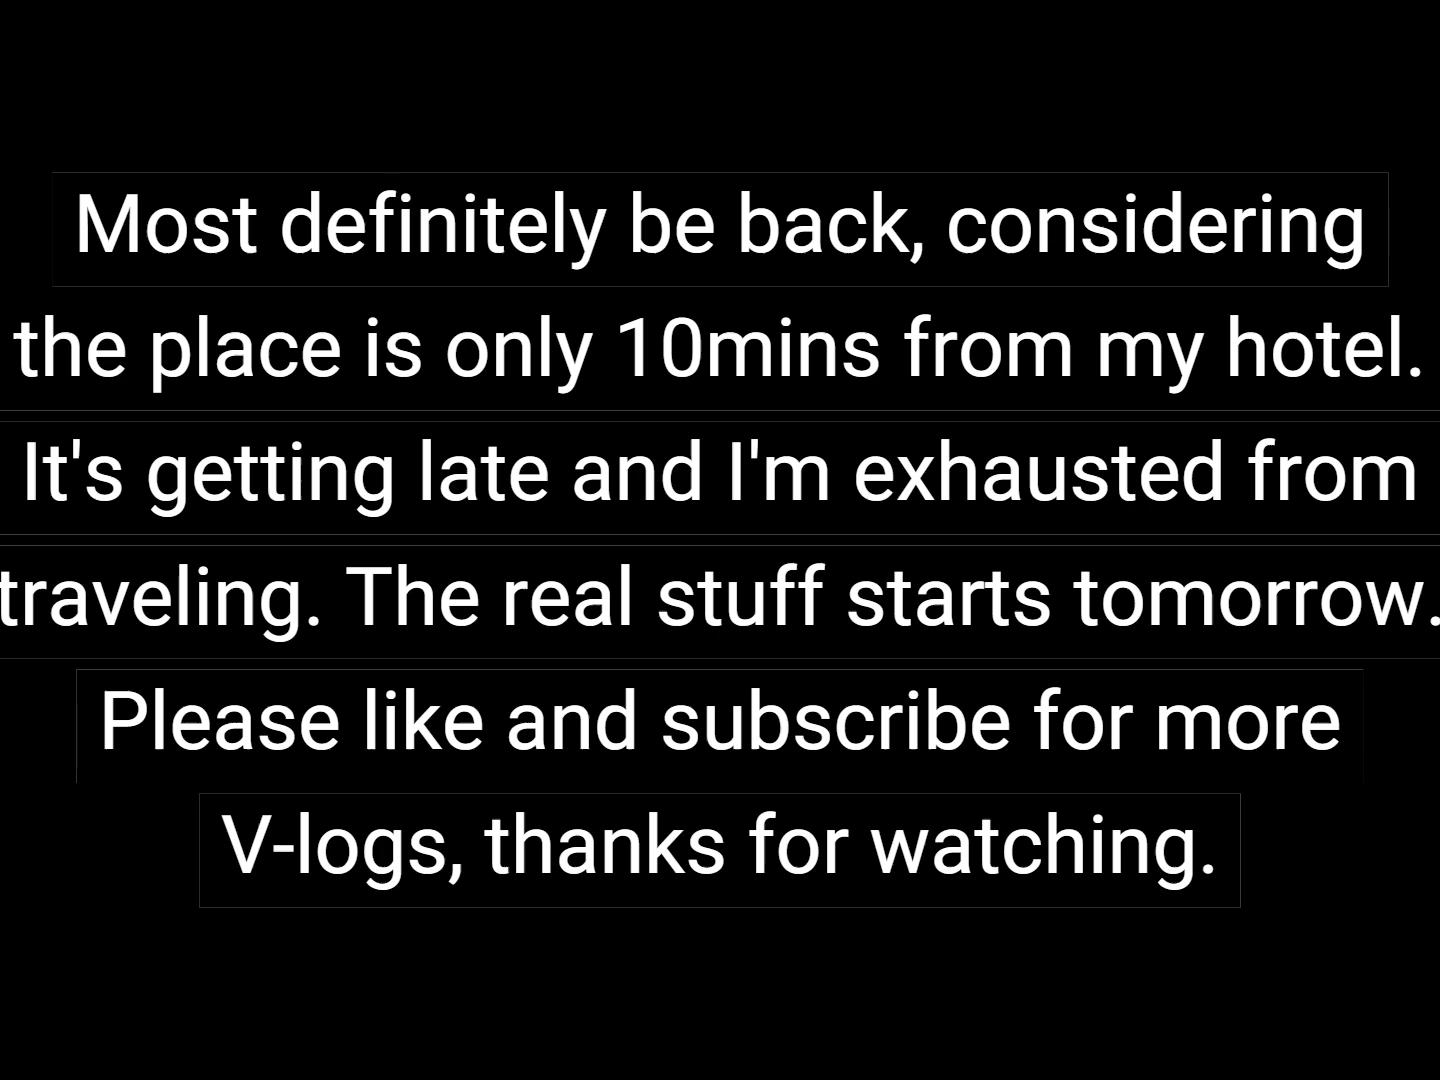 Most definitely be back, considering
the place is only 10mins from my hotel.
It's getting late and I'm exhausted from
traveling. The real stuff starts tomorrow.
Please like and subscribe for more
V-logs, thanks for watching.